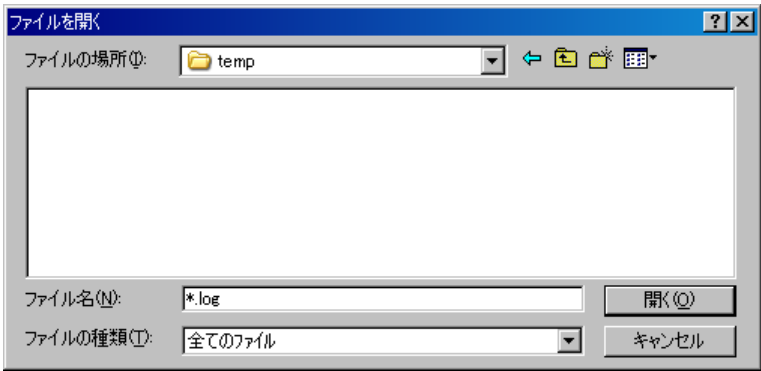 ファイルを開く
ファイルの場所(I):
temp
ファイル名(N):
*.log
開く(O)
ファイルの種類(T):
全てのファイル
キャンセル